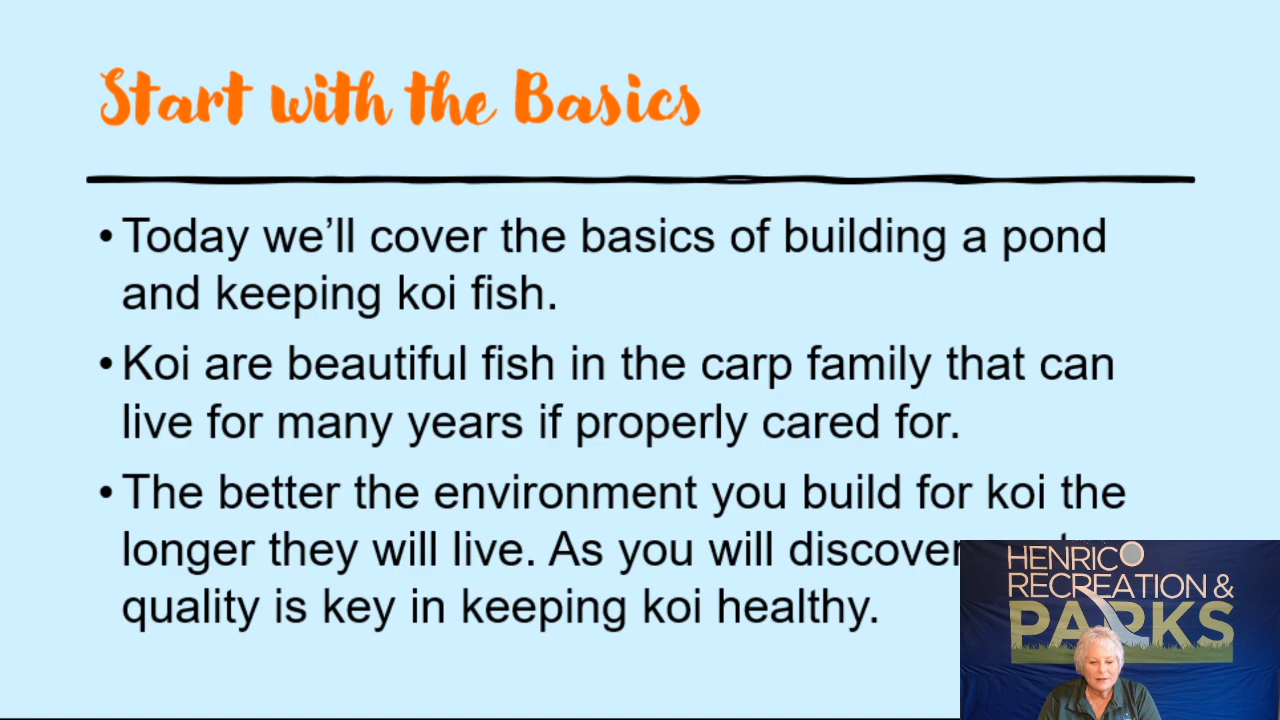 Start with the Basics
• Today we’ll cover the basics of building a pond
and keeping koi fish.
• Koi are beautiful fish in the carp family that can
live for many years if properly cared for.
• The better the environment you build for koi the
longer they will live. As you will discover
quality is key in keeping koi healthy.
HENRICO
RECREATION &
PARKS